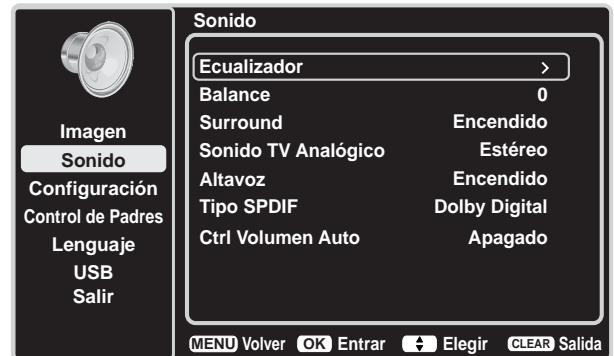 Imagen
Sonido
Configuración
Control de Padres
Lenguaje
USB
Salir
Sonido
Ecualizador >
Balance 0
Surround Encendido
Sonido TV Analógico Estéreo
Altavoz Encendido
Tipo SPDIF Dolby Digital
Ctrl Volumen Auto Apagado
MENU Volver OK Entrar Elegir CLEAR Salida